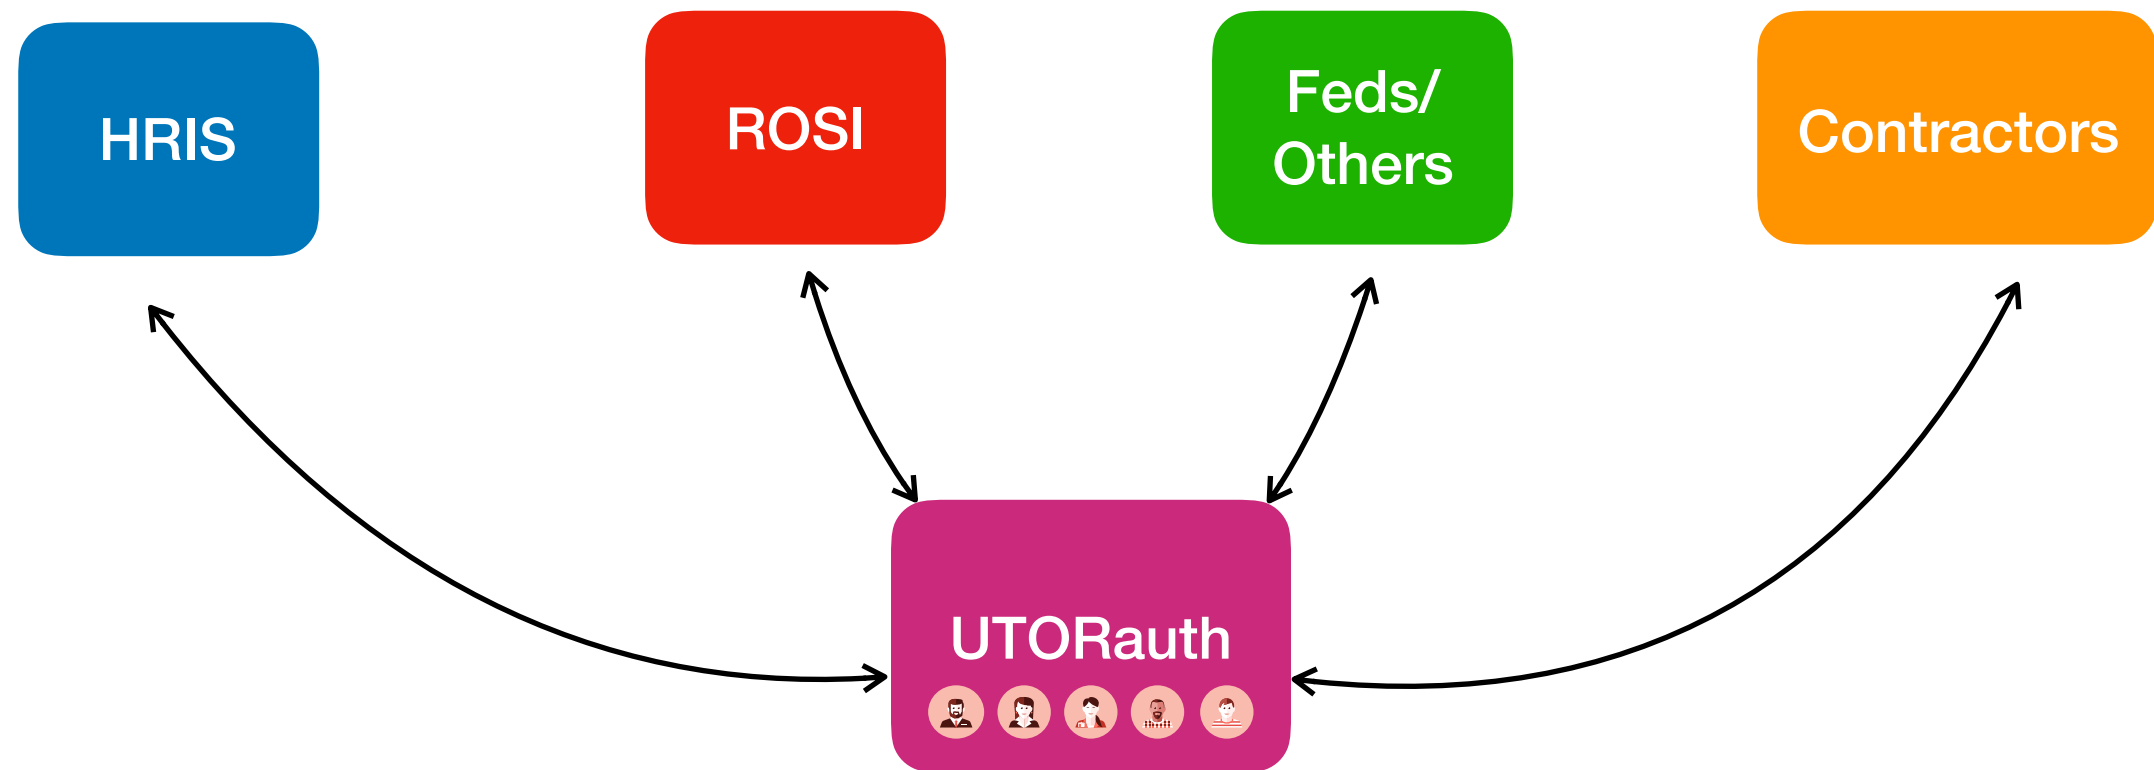 HRIS
ROSI
Feds/
Others
Contractors
UTORauth